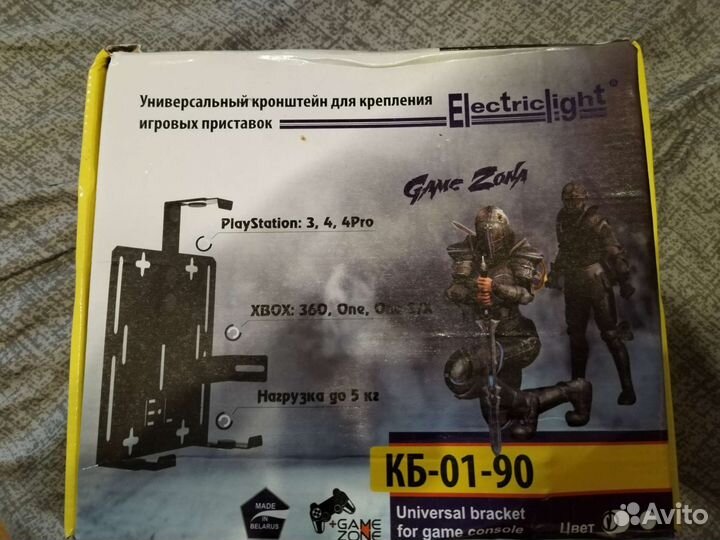 Универсальный кронштейн для крепления
игровых приставок
Electriclight®
Game Zona
PlayStation: 3, 4, 4Pro
XBOX: 360, One, One S/X
Нагрузка до 5 кг
КБ-01-90
MADE
IN
BELARUS
+GAME
ZONE
Universal bracket
for game console
Цвет
Avito